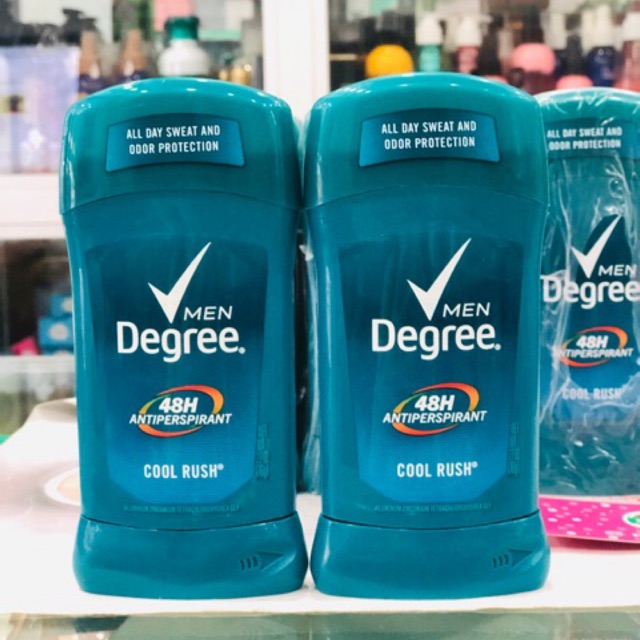 ALL DAY SWEAT AND
ODOR PROTECTION
MEN
Degree.
48H
ANTIPERSPIRANT
COOL RUSH®
ALL DAY SWEAT AND
ODOR PROTECTION
MEN
Degree.
48H
ANTIPERSPIRANT
COOL RUSH®
ALL DAY SWEAT AND
ODOR PROTECTION
MEN
Degree
48H
ANTIPERSPIRANT
COOL RUSH